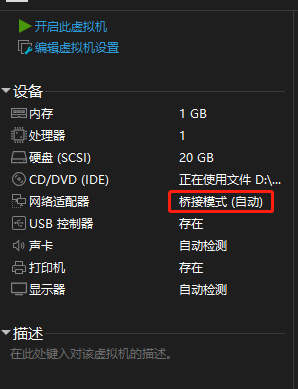 开启此虚拟机
编辑虚拟机设置
设备
内存 1 GB
处理器 1
硬盘 (SCSI) 20 GB
CD/DVD (IDE) 正在使用文件 D:\...
网络适配器 桥接模式 (自动)
USB 控制器 存在
声卡 自动检测
打印机 存在
显示器 自动检测
描述
在此处键入对该虚拟机的描述。